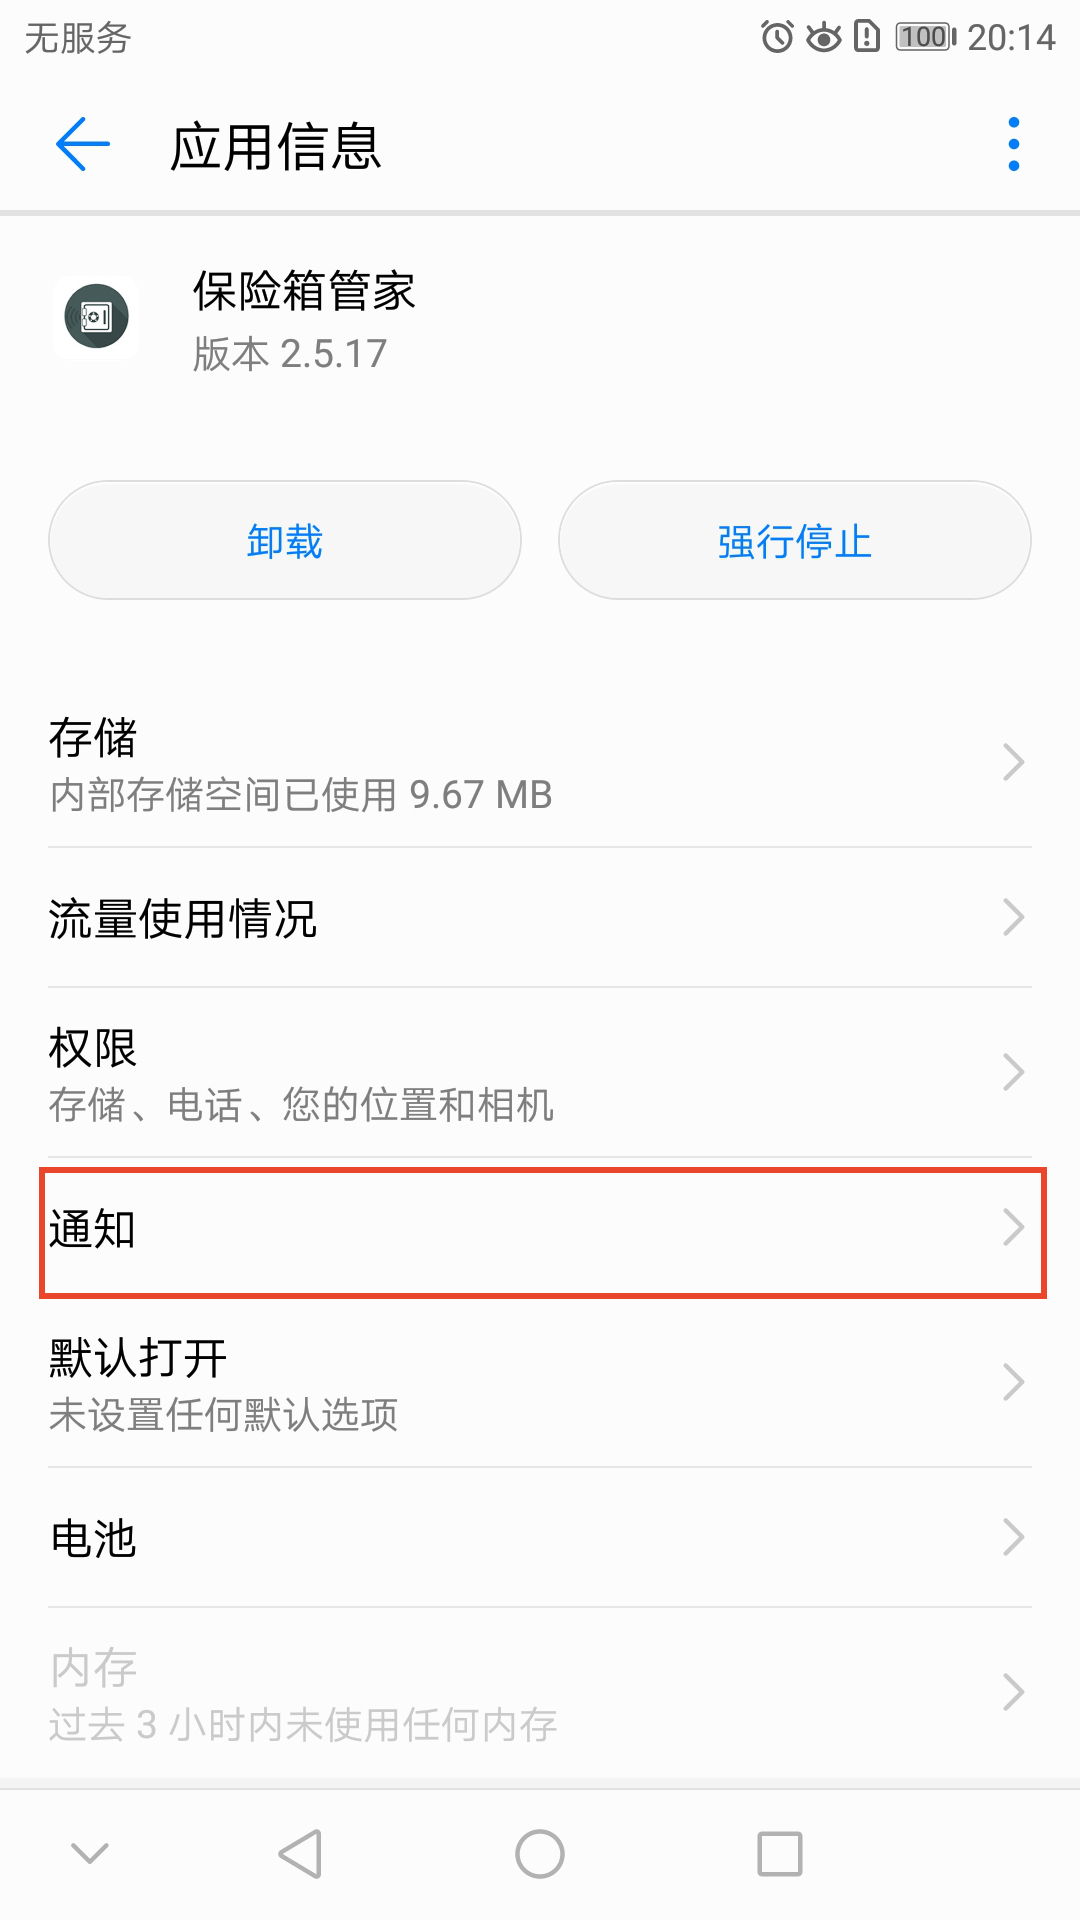 无服务
100 20:14
应用信息
保险箱管家
版本 2.5.17
卸载 强行停止
存储
内部存储空间已使用 9.67 MB
流量使用情况
权限
存储、电话、您的位置和相机
通知
默认打开
未设置任何默认选项
电池
内存
过去 3 小时内未使用任何内存